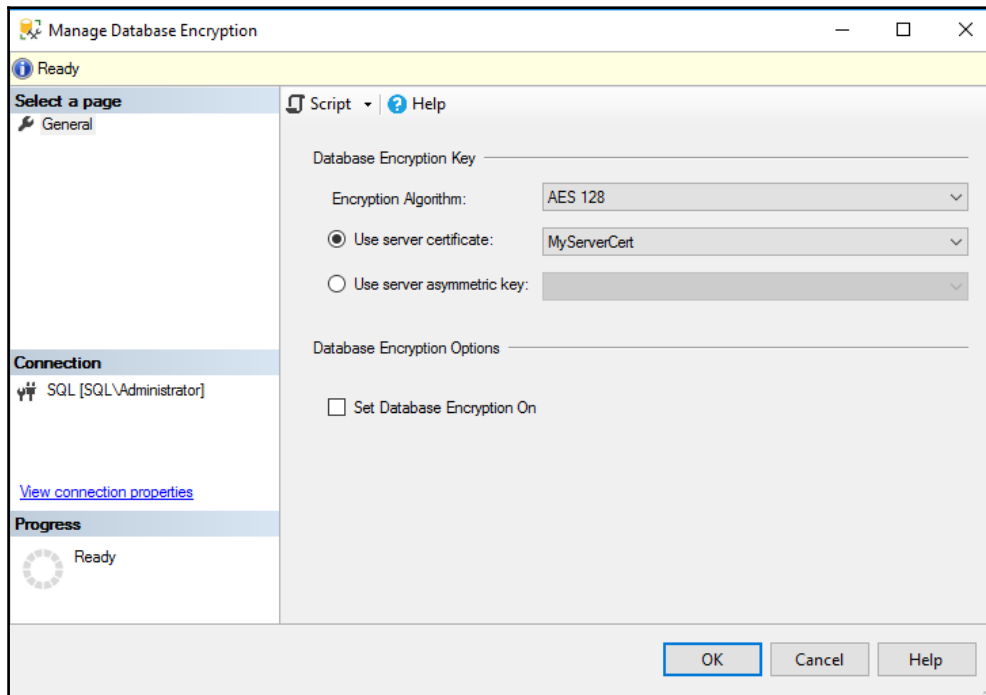 Manage Database Encryption
Ready
Select a page
General
Script
Help
Database Encryption Key
Encryption Algorithm:
AES 128
Use server certificate:
MyServerCert
Use server asymmetric key:
Database Encryption Options
Set Database Encryption On
Connection
SQL [SQL\Administrator]
View connection properties
Progress
Ready
OK
Cancel
Help